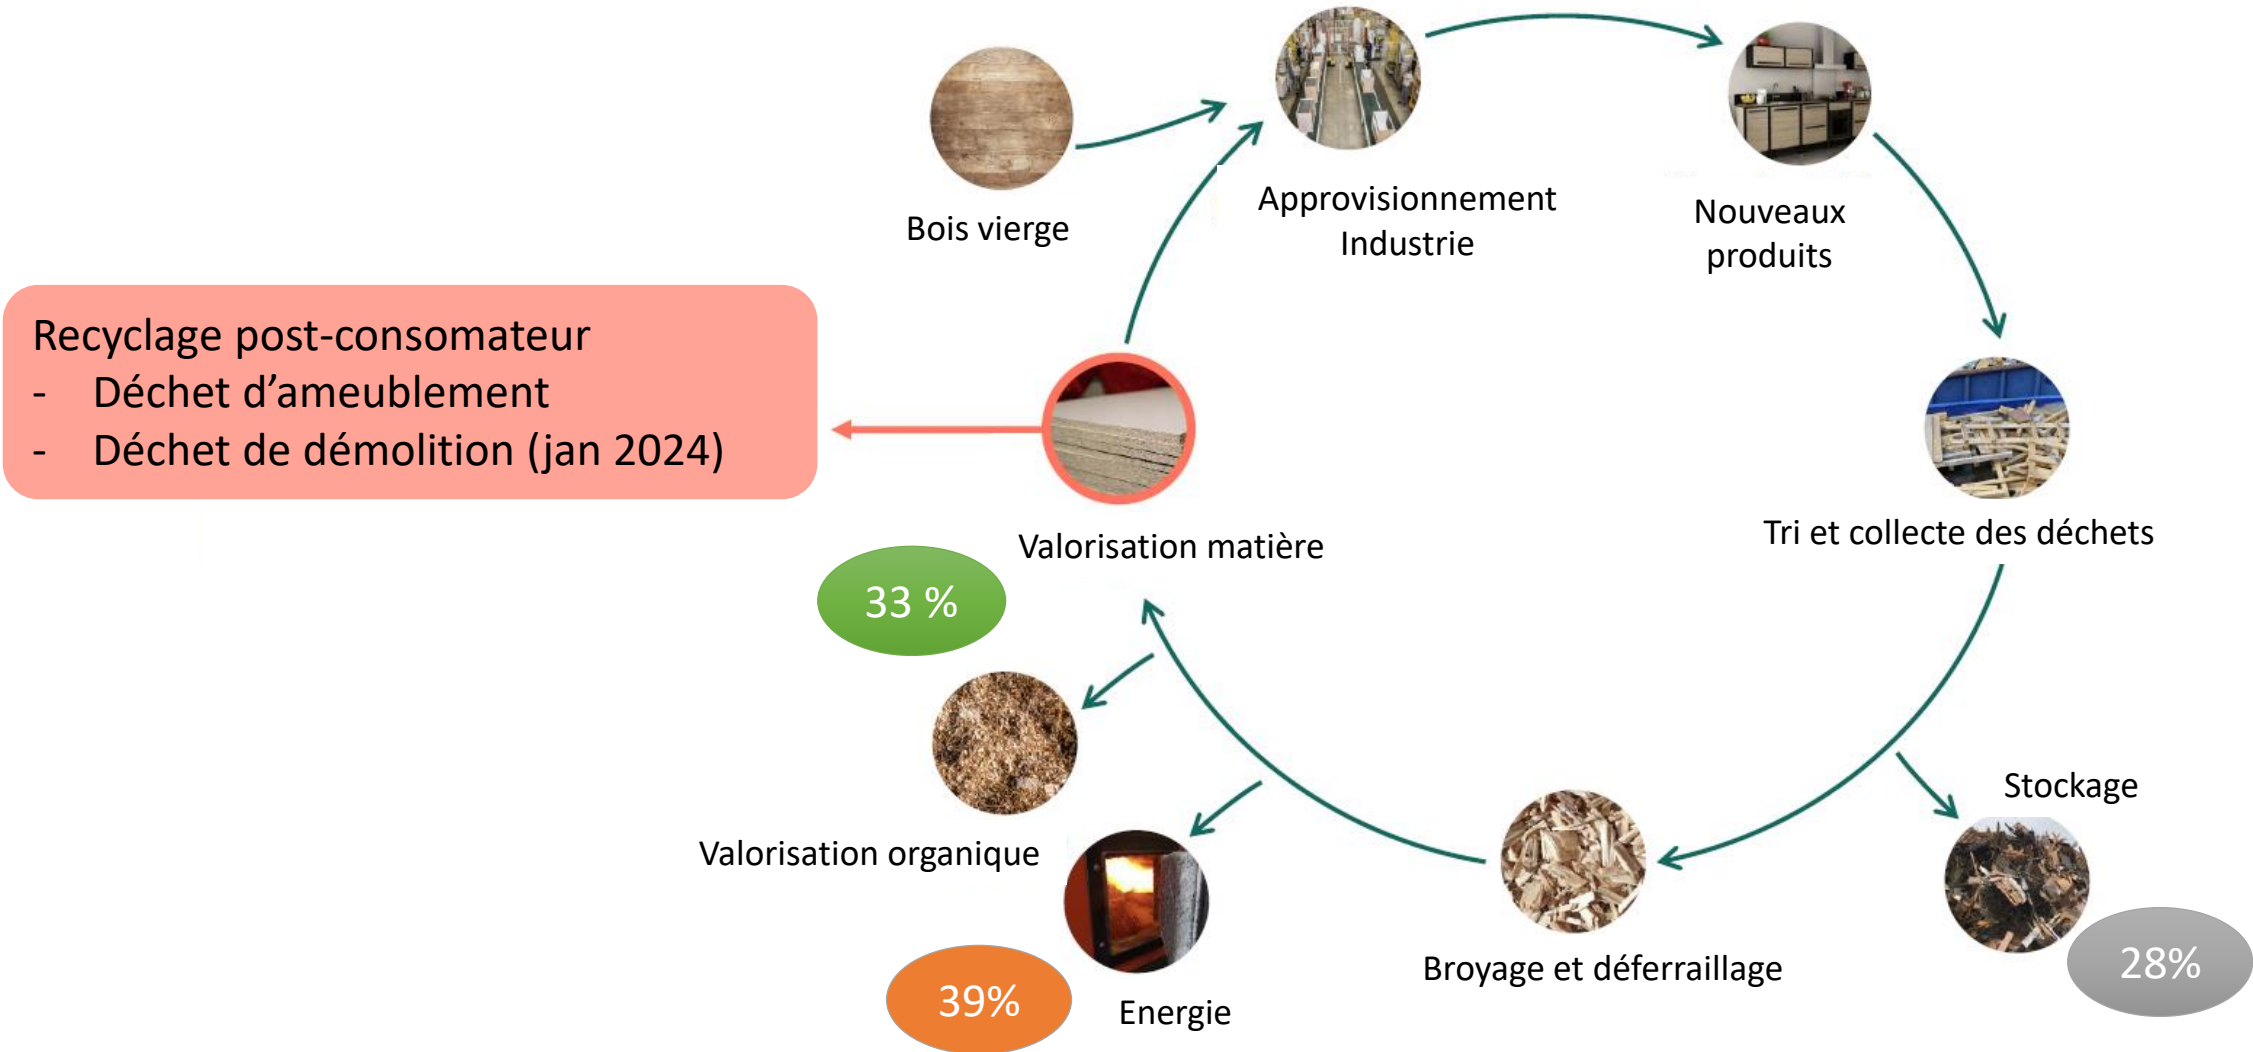 Bois vierge
Approvisionnement
Industrie
Nouveaux
produits
Recyclage post-consomateur
- Déchet d’ameublement
- Déchet de démolition (jan 2024)
Tri et collecte des déchets
Valorisation matière
33 %
Stockage
Valorisation organique
28%
Broyage et déferraillage
39%
Energie